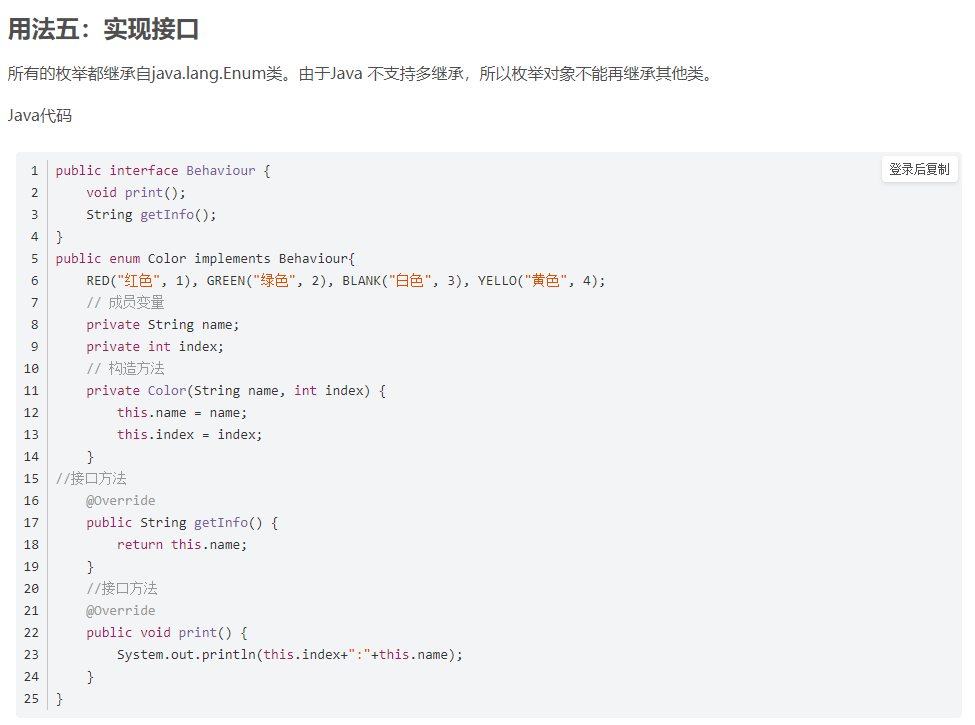 用法五：实现接口
所有的枚举都继承自java.lang.Enum类。由于Java 不支持多继承，所以枚举对象不能再继承其他类。
Java代码
登录后复制
1 public interface Behaviour {
2     void print();
3     String getInfo();
4 }
5 public enum Color implements Behaviour{
6     RED("红色", 1), GREEN("绿色", 2), BLANK("白色", 3), YELLO("黄色", 4);
7     // 成员变量
8     private String name;
9     private int index;
10     // 构造方法
11     private Color(String name, int index) {
12         this.name = name;
13         this.index = index;
14     }
15 //接口方法
16     @Override
17     public String getInfo() {
18         return this.name;
19     }
20     //接口方法
21     @Override
22     public void print() {
23         System.out.println(this.index+":"+this.name);
24     }
25 }